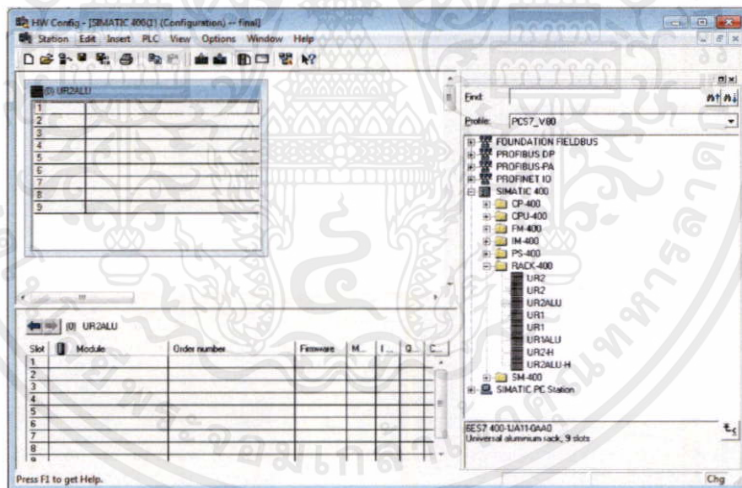 HW Config - [SIMATIC 400(1) (Configuration) -- final]
Station Edit Insert PLC View Options Window Help
(0) UR2ALU
1
2
3
4
5
6
7
8
9
Find:
Profile: PCS7_V80
FOUNDATION FIELDBUS
PROFIBUS-DP
PROFIBUS-PA
PROFINET IO
SIMATIC 400
CP-400
CPU-400
FM-400
IM-400
PS-400
RACK-400
UR2
UR2
UR2ALU
UR1
UR1
UR1ALU
UR2-H
UR2ALU-H
SM-400
SIMATIC PC Station
(0) UR2ALU
Slot Module Order number Firmware M... I... Q... C...
1
2
3
4
5
6
7
8
6ES7 400-1JA11-0AA0
Universal aluminium rack, 9 slots
Press F1 to get Help.
Chg